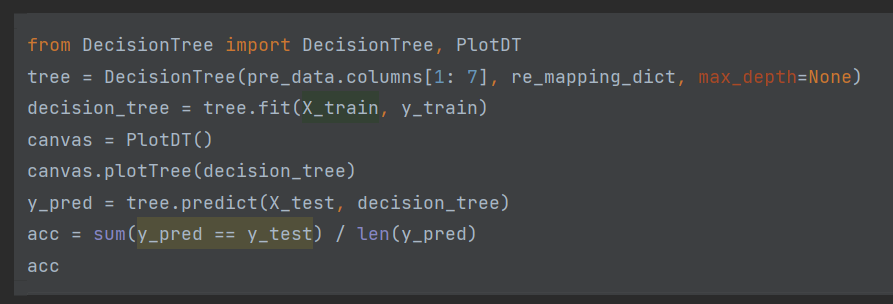 from DecisionTree import DecisionTree, PlotDT
tree = DecisionTree(pre_data.columns[1: 7], re_mapping_dict, max_depth=None)
decision_tree = tree.fit(X_train, y_train)
canvas = PlotDT()
canvas.plotTree(decision_tree)
y_pred = tree.predict(X_test, decision_tree)
acc = sum(y_pred == y_test) / len(y_pred)
acc